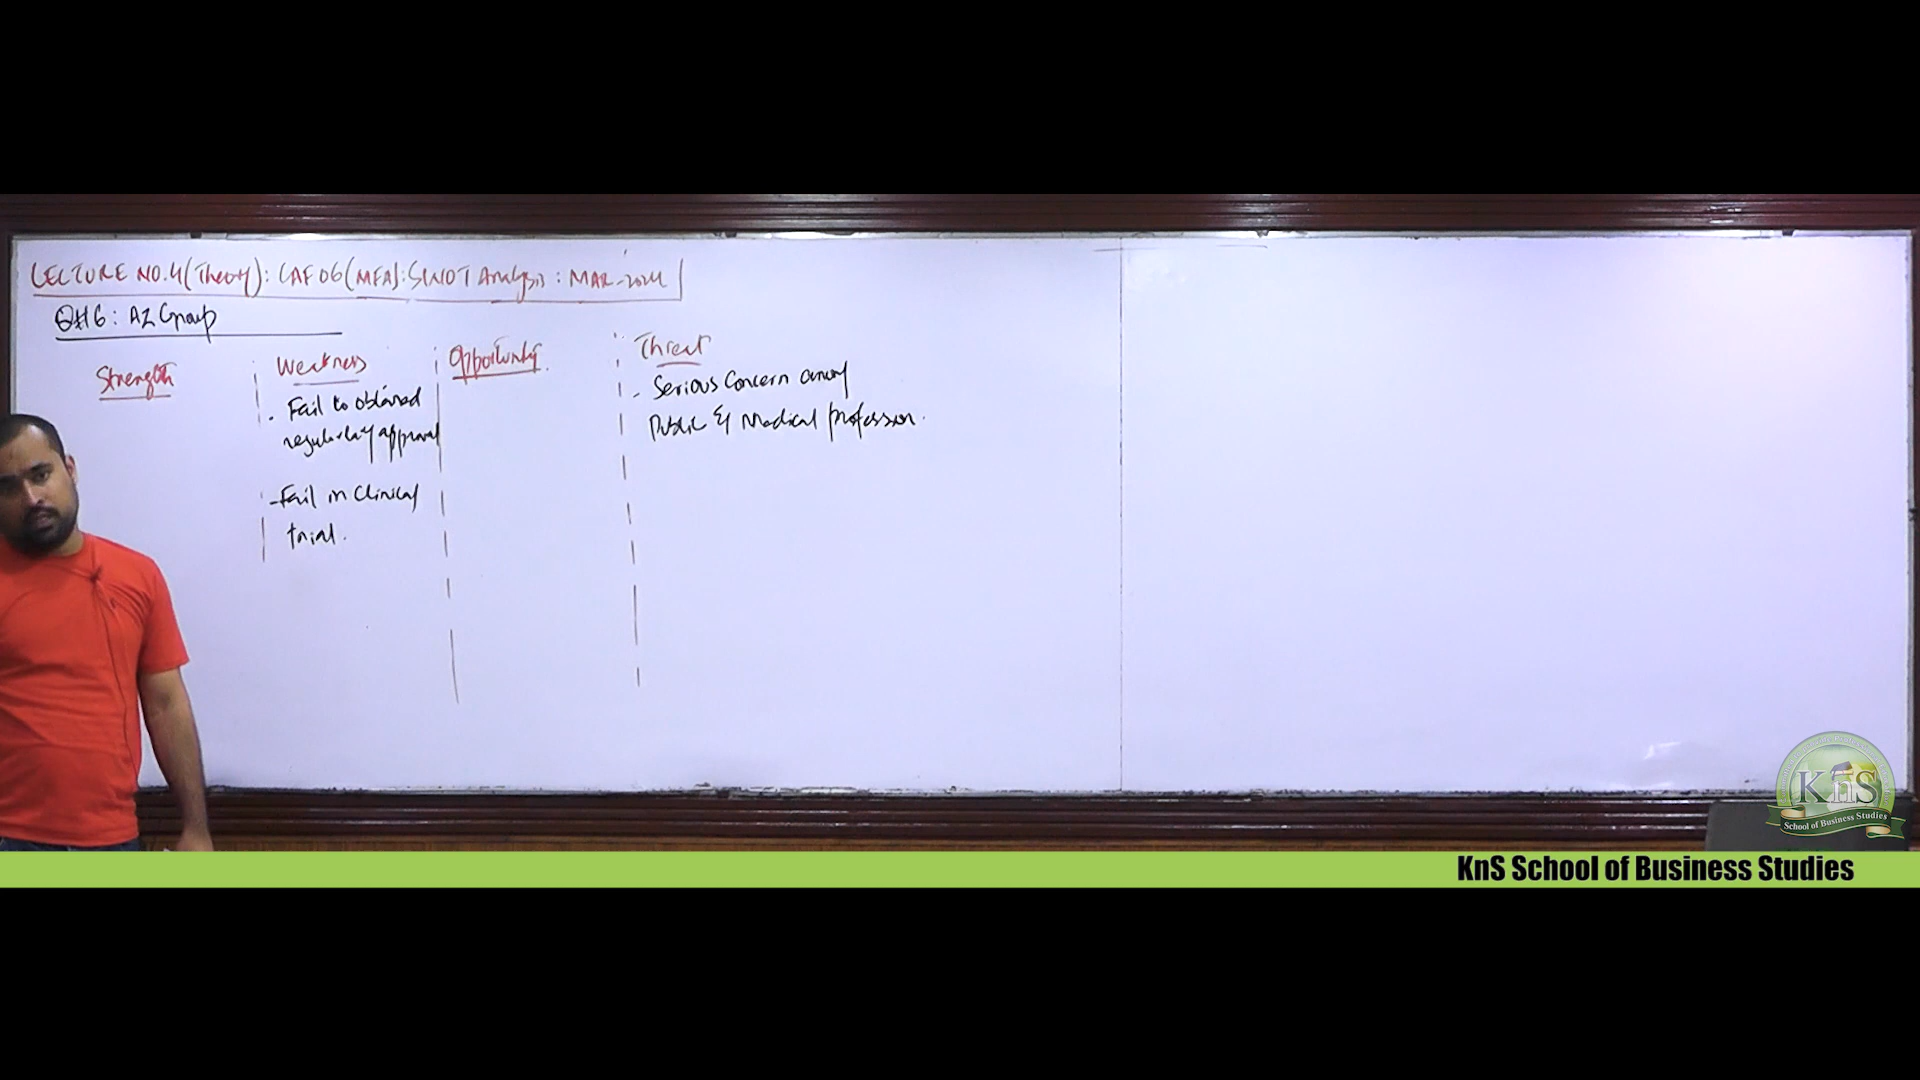 LECTURE NO.4 (Theory): CAF 06 (MFA): SWOT Analysis: MAR-2024
Q#6: AZ Group
Strength
Weakness
- Fail to obtained
regulatory approval
- Fail in Clinical
trial.
Opportunity
Threat
- Serious Concern among
Public & Medical profession.
KnS
School of Business Studies
KnS School of Business Studies